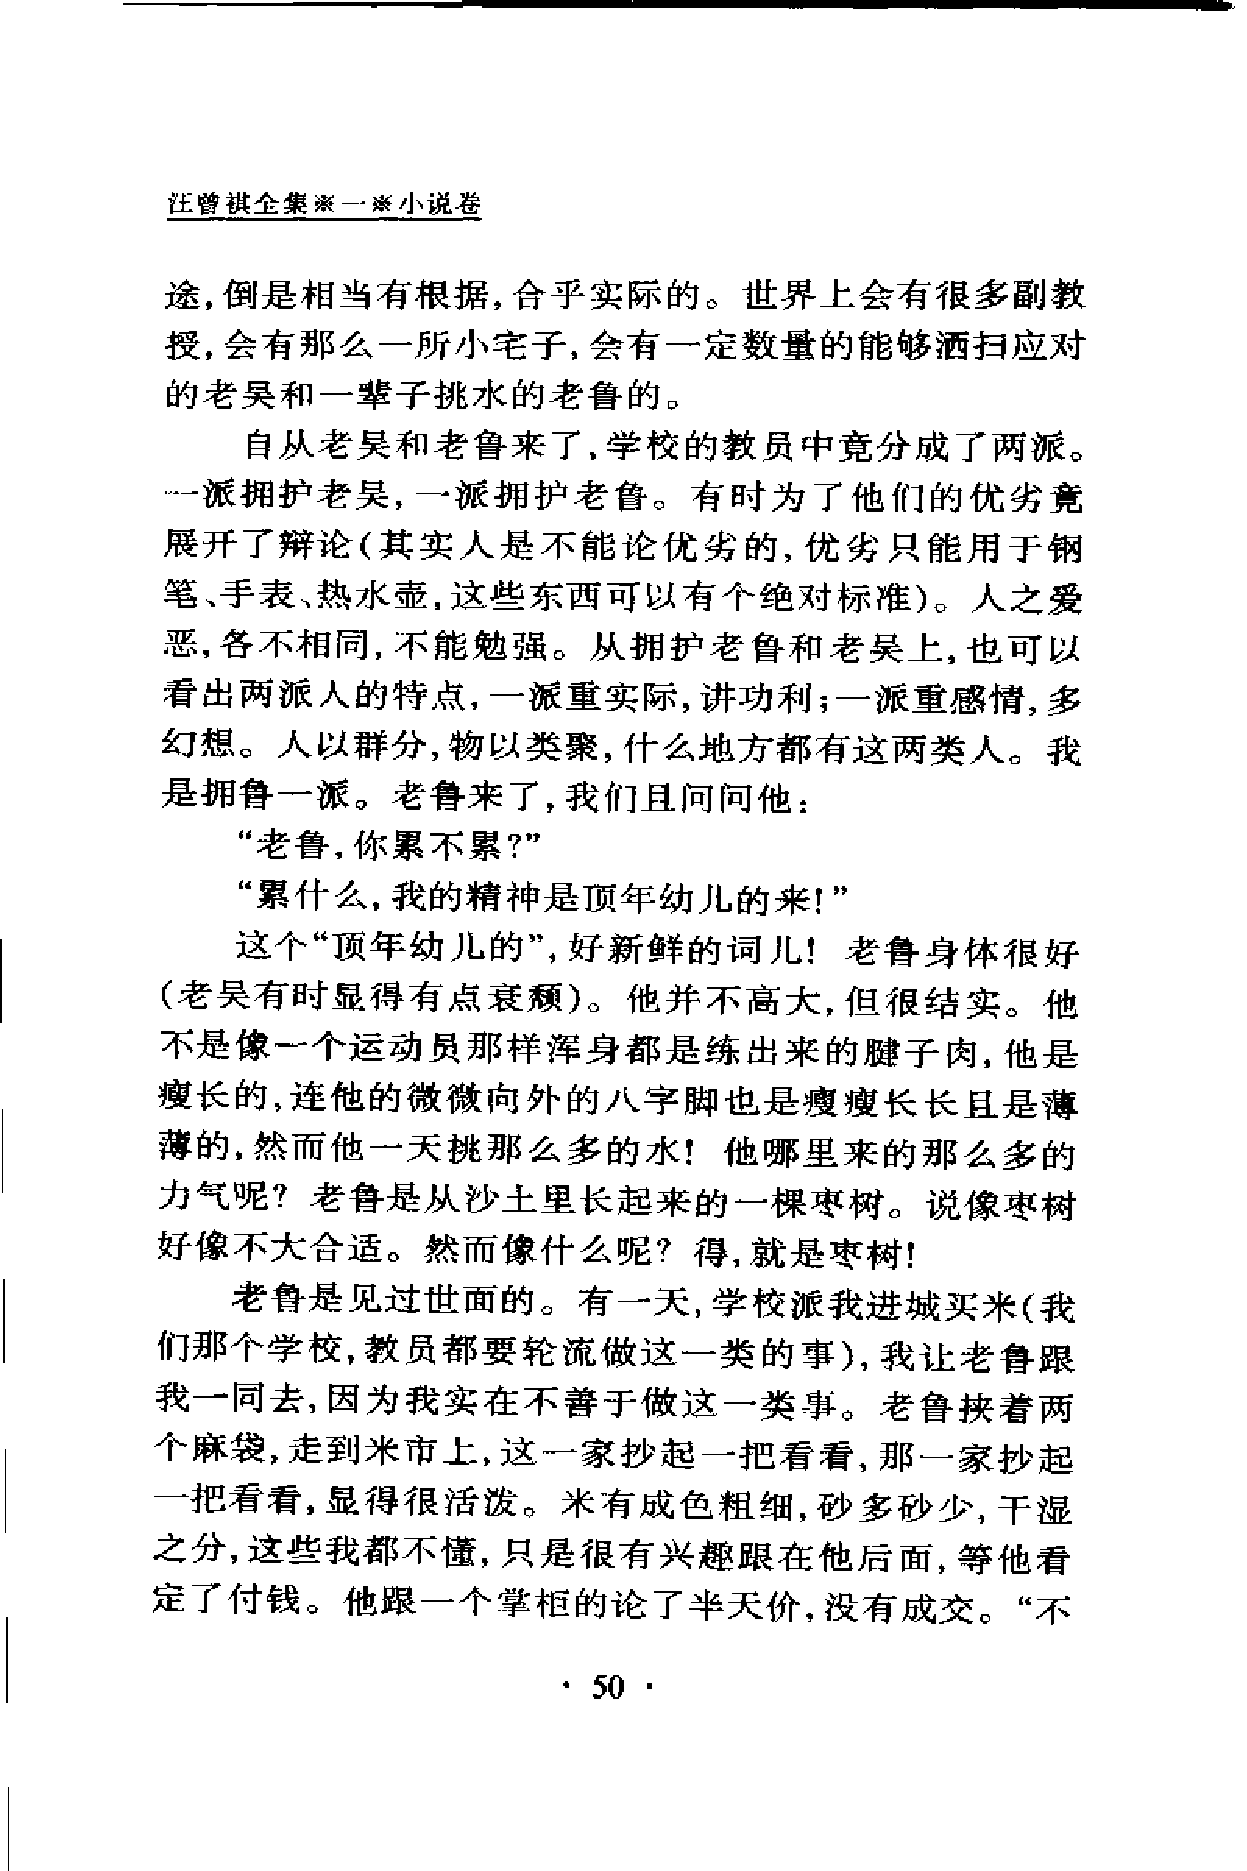 汪曾祺全集※一※小说卷
途,倒是相当有根据,合乎实际的。世界上会有很多副教
授,会有那么一所小宅子,会有一定数量的能够洒扫应对
的老吴和一辈子挑水的老鲁的。
自从老吴和老鲁来了,学校的教员中竟分成了两派。
一派拥护老吴,一派拥护老鲁。有时为了他们的优劣竟
展开了辩论(其实人是不能论优劣的,优劣只能用于钢
笔、手表、热水壶,这些东西可以有个绝对标准)。人之爱
恶,各不相同,不能勉强。从拥护老鲁和老吴上,也可以
看出两派人的特点,一派重实际,讲功利;一派重感情,多
幻想。人以群分,物以类聚,什么地方都有这两类人。我
是拥鲁一派。老鲁来了,我们且问问他:
“老鲁,你累不累?”
“累什么,我的精神是顶年幼儿的来!”
这个“顶年幼儿的”,好新鲜的词儿!老鲁身体很好
(老吴有时显得有点衰颓)。他并不高大,但很结实。他
不是像一个运动员那样浑身都是练出来的腱子肉,他是
瘦长的,连他的微微向外的八字脚也是瘦瘦长长且是薄
薄的,然而他一天挑那么多的水!他哪里来的那么多的
力气呢?老鲁是从沙土里长起来的一棵枣树。说像枣树
好像不大合适。然而像什么呢?得,就是枣树!
老鲁是见过世面的。有一天,学校派我进城买米(我
们那个学校,教员都要轮流做这一类的事),我让老鲁跟
我一同去,因为我实在不善于做这一类事。老鲁挟着两
个麻袋,走到米市上,这一家抄起一把看看,那一家抄起
一把看看,显得很活泼。米有成色粗细,砂多砂少,干湿
之分,这些我都不懂,只是很有兴趣跟在他后面,等他看
定了付钱。他跟一个掌柜的论了半天价,没有成交。“不
· 50 ·